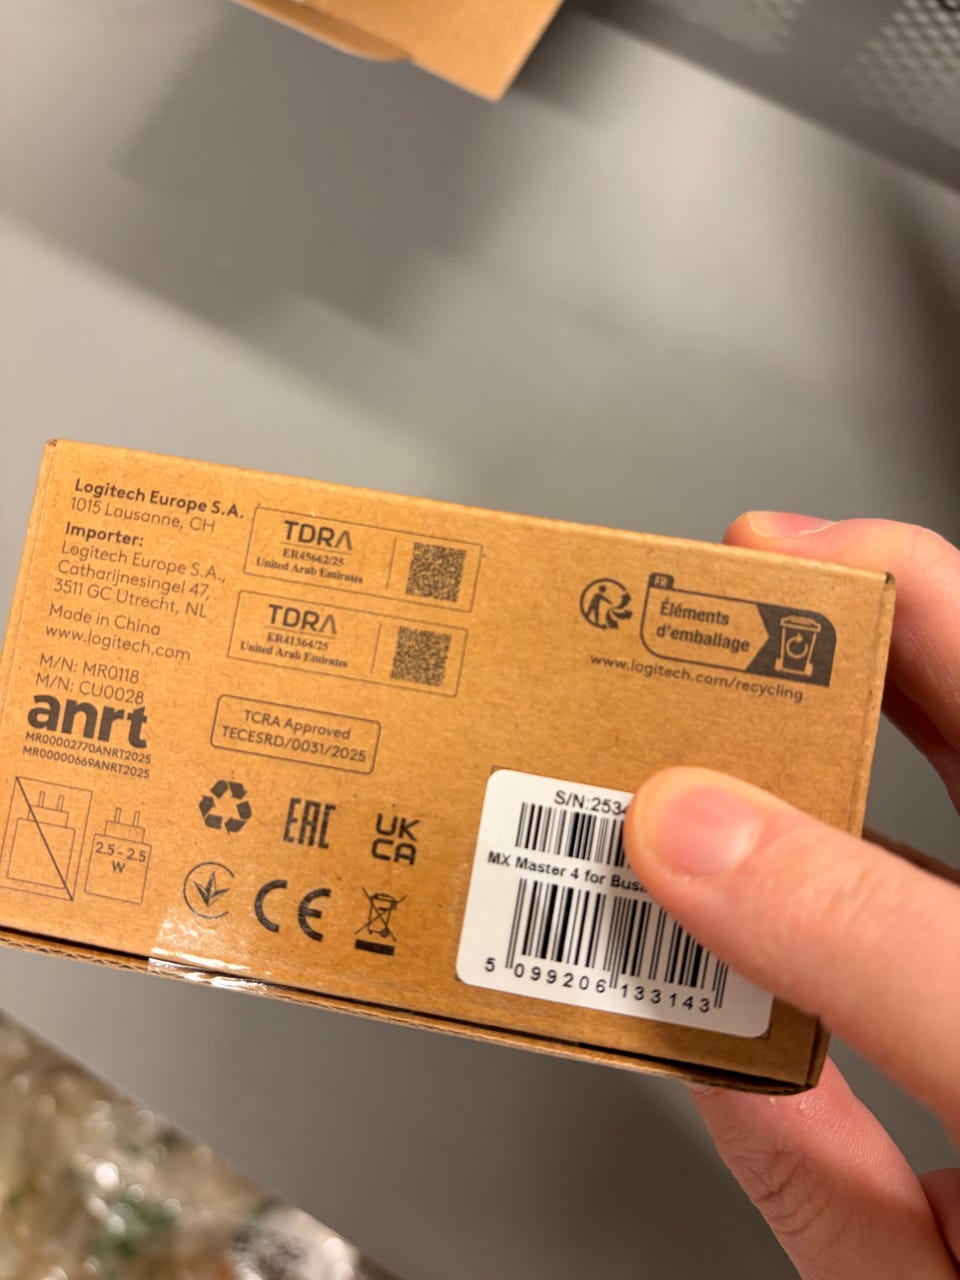 Logitech Europe S.A.
1015 Lausanne, CH
Importer:
Logitech Europe S.A.,
Catharijnesingel 47,
3511 GC Utrecht, NL
Made in China
www.logitech.com
M/N: MR0118
M/N: CU0028
anrt
MR00002770ANRT2025
MR00000669ANRT2025
2.5 - 2.5
W
TDRA
ER45662/25
United Arab Emirates
TDRA
ER41364/25
United Arab Emirates
TCRA Approved
TECESRD/0031/2025
EAC
UK
CA
CE
FR
Éléments
d'emballage
www.logitech.com/recycling
S/N:2534
MX Master 4 for
5 099206 133143